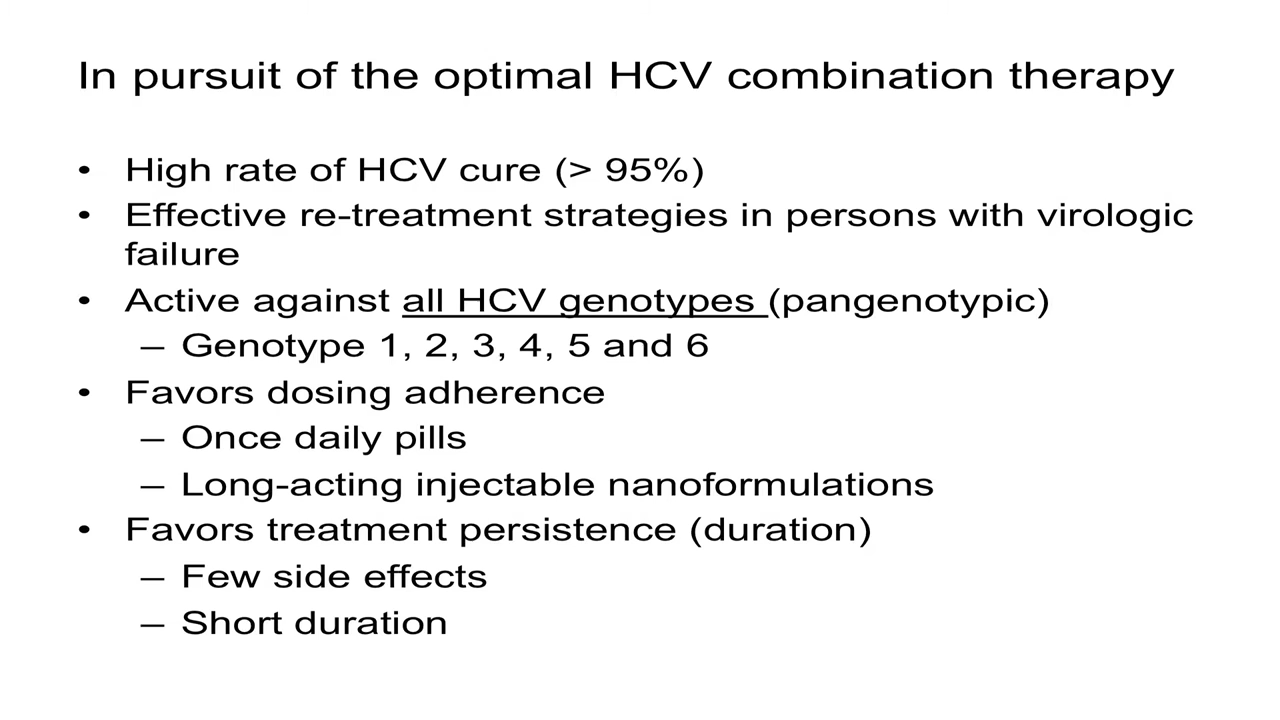 In pursuit of the optimal HCV combination therapy
• High rate of HCV cure (> 95%)
• Effective re-treatment strategies in persons with virologic
failure
• Active against all HCV genotypes (pangenotypic)
– Genotype 1, 2, 3, 4, 5 and 6
• Favors dosing adherence
– Once daily pills
– Long-acting injectable nanoformulations
• Favors treatment persistence (duration)
– Few side effects
– Short duration